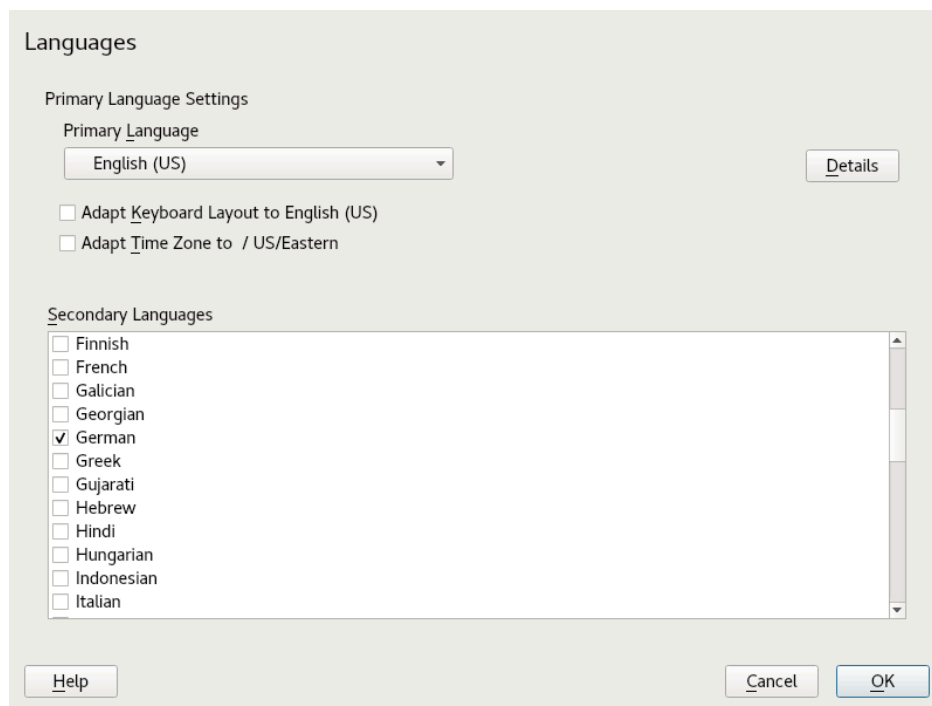 Languages
Primary Language Settings
Primary Language
English (US)
Details
Adapt Keyboard Layout to English (US)
Adapt Time Zone to / US/Eastern
Secondary Languages
Finnish
French
Galician
Georgian
German
Greek
Gujarati
Hebrew
Hindi
Hungarian
Indonesian
Italian
Help
Cancel
OK